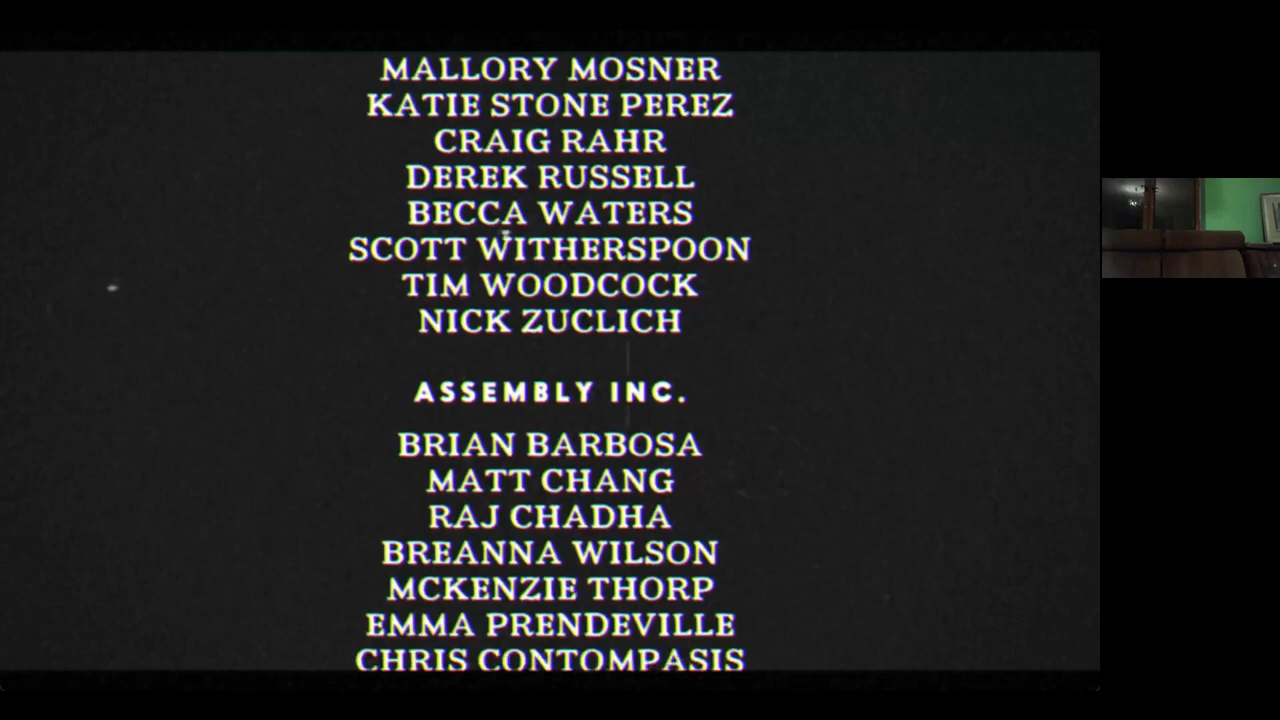 MALLORY MOSNER
KATIE STONE PEREZ
CRAIG RAHR
DEREK RUSSELL
BECCA WATERS
SCOTT WITHERSPOON
TIM WOODCOCK
NICK ZUCLICH
ASSEMBLY INC.
BRIAN BARBOSA
MATT CHANG
RAJ CHADHA
BREANNA WILSON
MCKENZIE THORP
EMMA PRENDEVILLE
CHRIS CONTOMPASIS